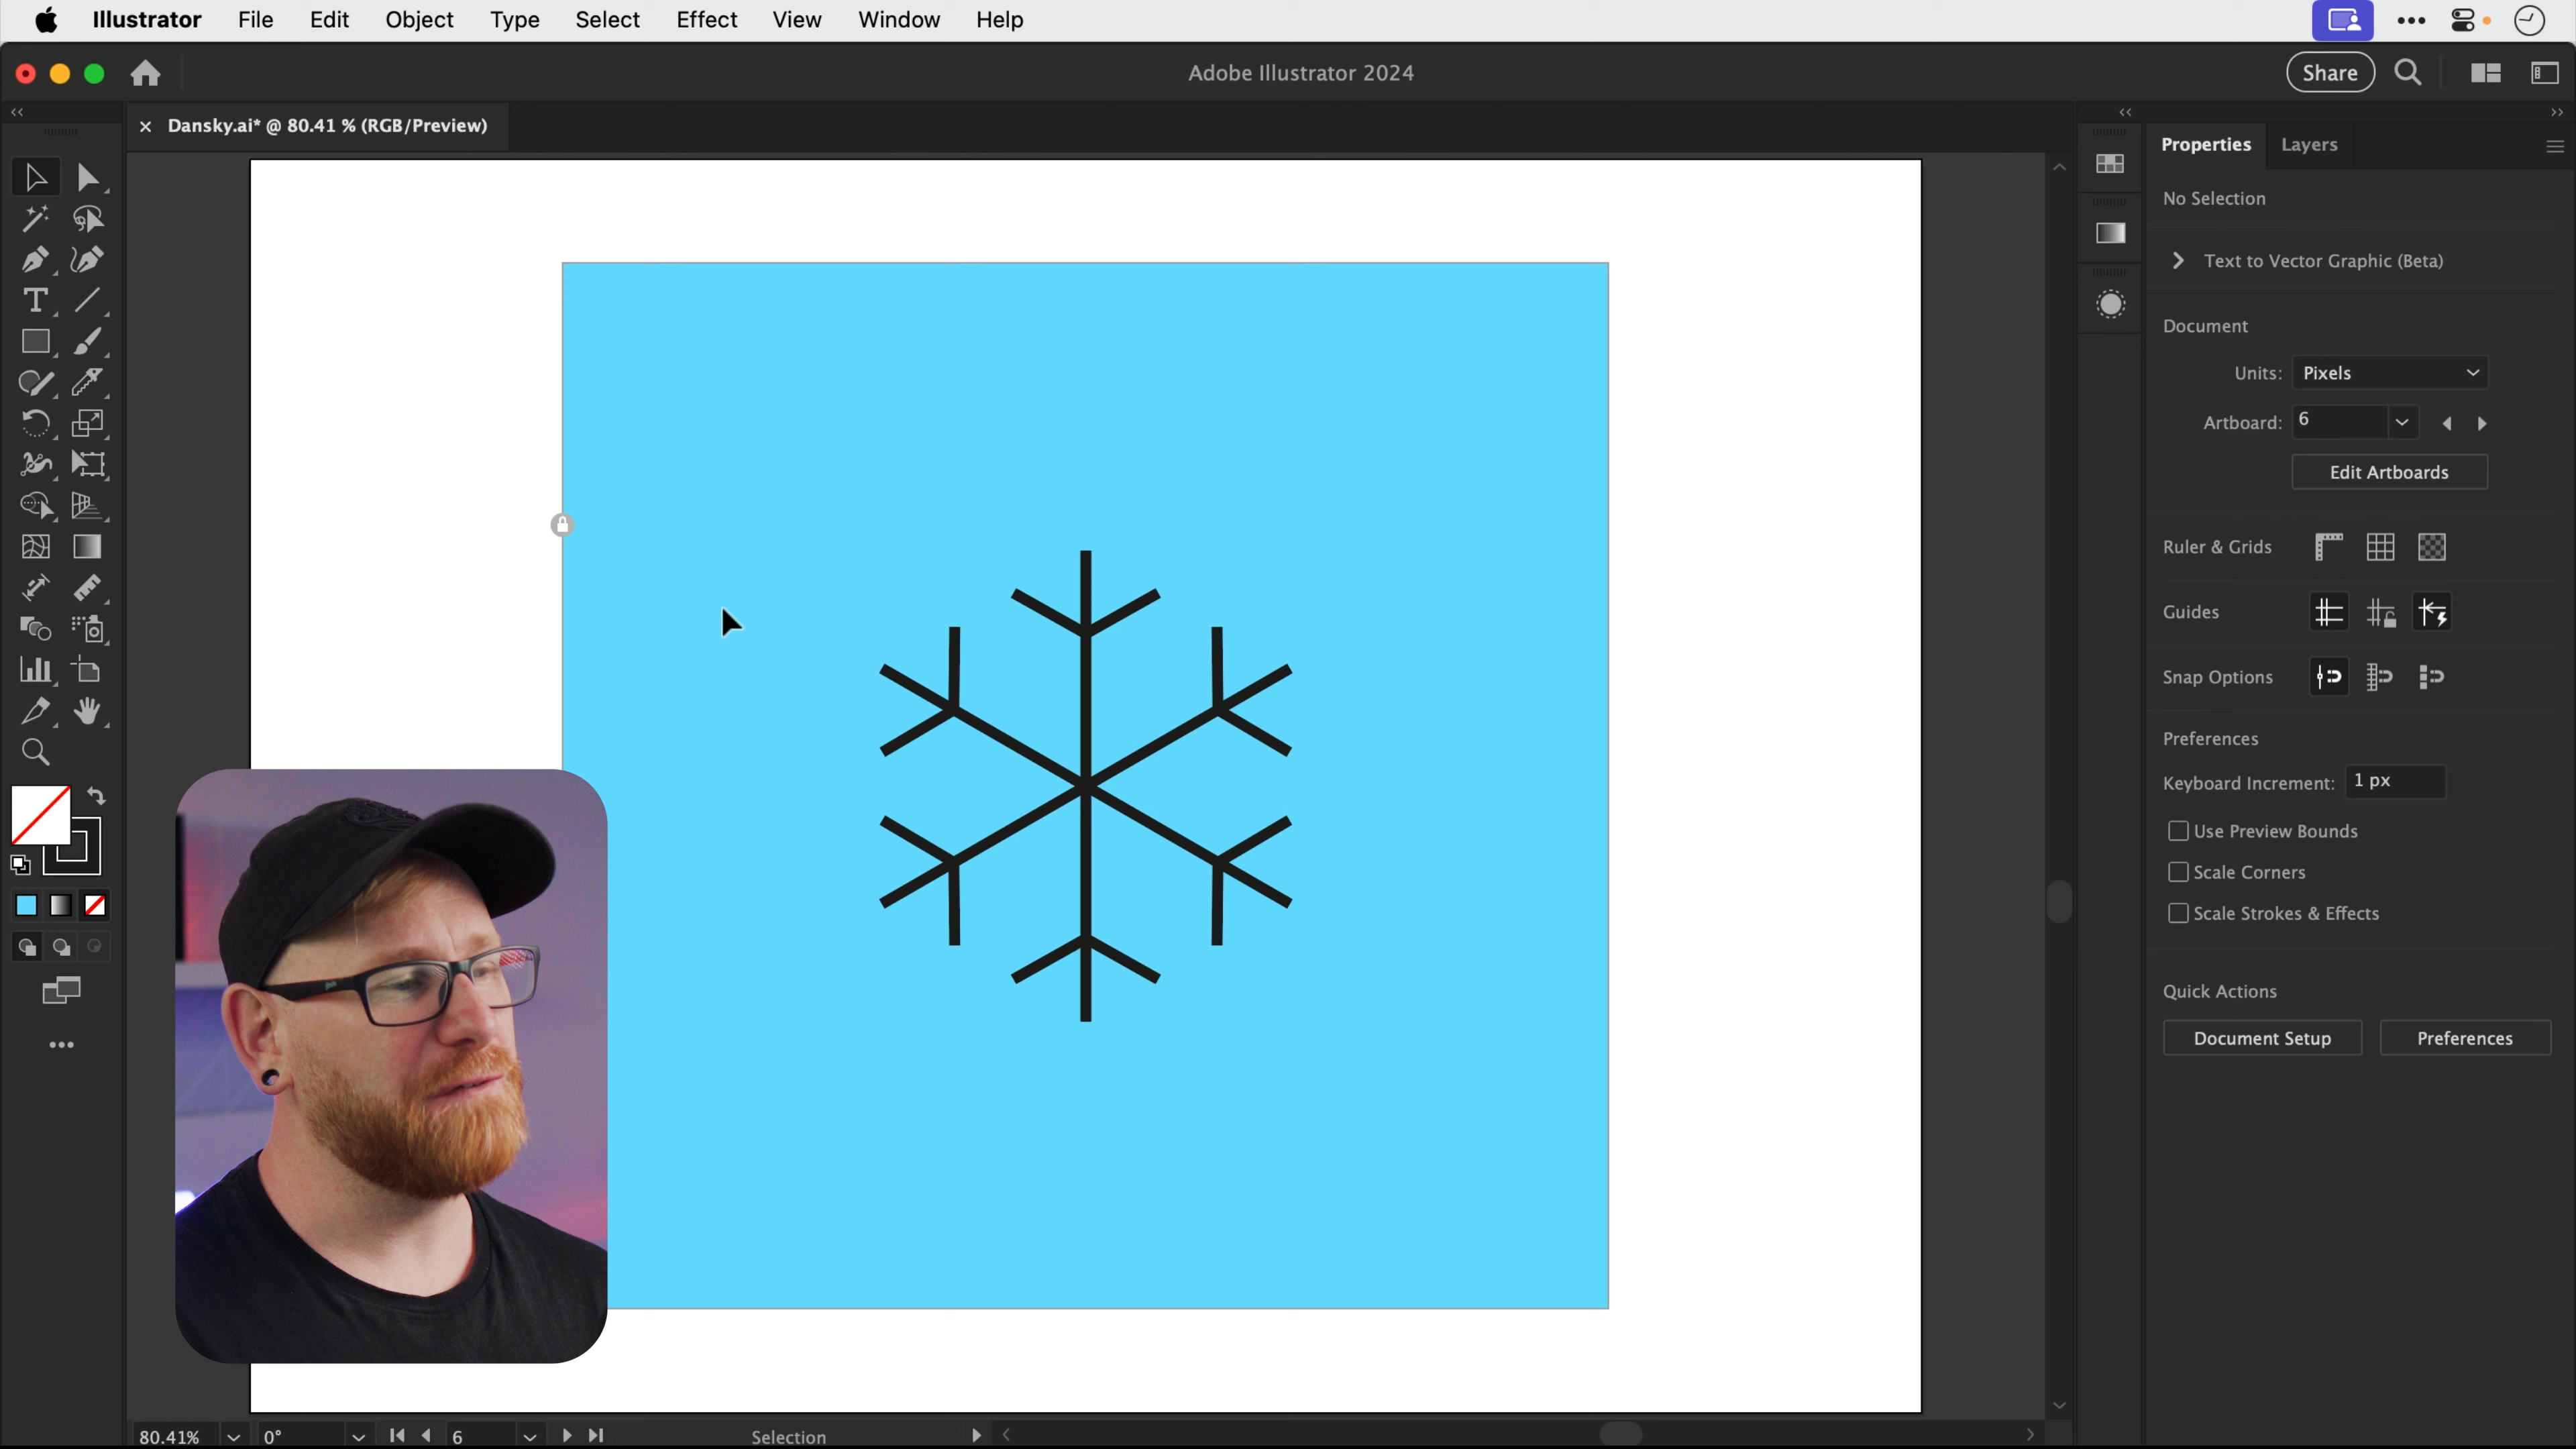 Illustrator File Edit Object Type Select Effect View Window Help
Adobe Illustrator 2024
Share
Dansky.ai* @ 80.41 % (RGB/Preview)
Properties Layers
No Selection
Text to Vector Graphic (Beta)
Document
Units: Pixels
Artboard: 6
Edit Artboards
Ruler & Grids
Guides
Snap Options
Preferences
Keyboard Increment: 1 px
Use Preview Bounds
Scale Corners
Scale Strokes & Effects
Quick Actions
Document Setup Preferences
80.41% 0° 6 Selection